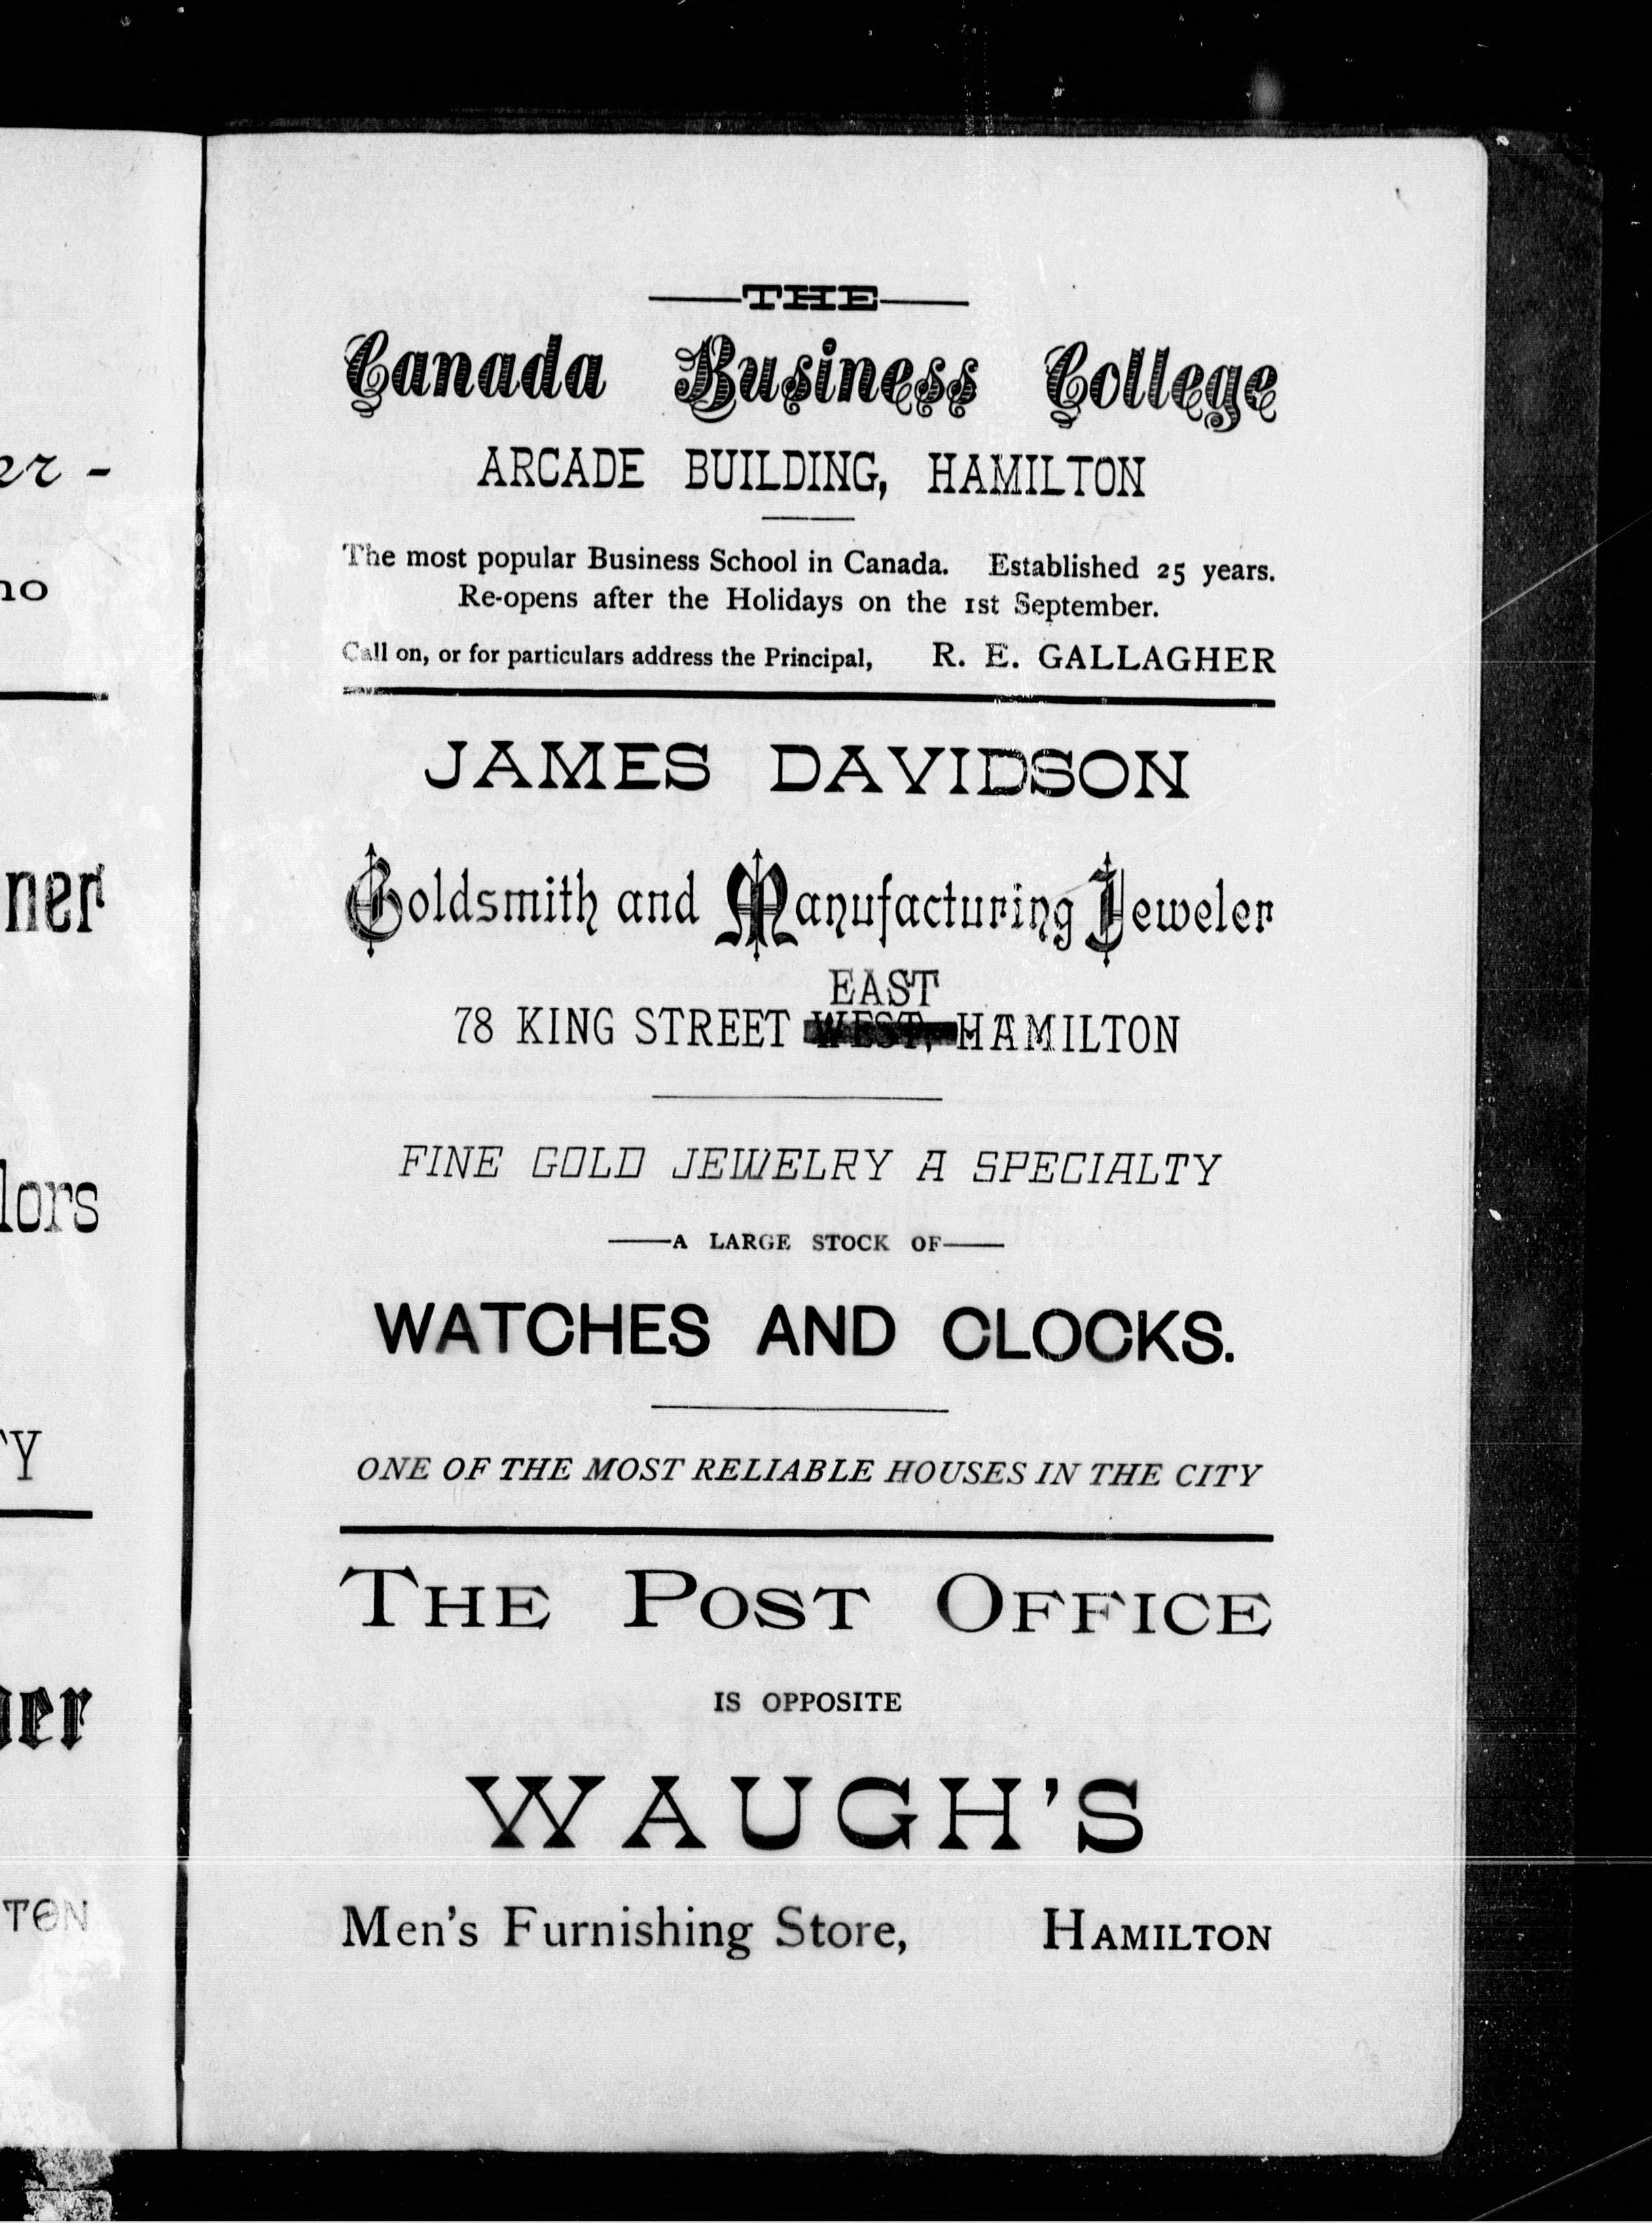 THE
Canada Business College
ARCADE BUILDING, HAMILTON
The most popular Business School in Canada. Established 25 years.
Re-opens after the Holidays on the 1st September.
Call on, or for particulars address the Principal, R. E. GALLAGHER
JAMES DAVIDSON
Goldsmith and Manufacturing Jeweler
EAST
78 KING STREET WEST, HAMILTON
FINE GOLD JEWELRY A SPECIALTY
A LARGE STOCK OF
WATCHES AND CLOCKS.
ONE OF THE MOST RELIABLE HOUSES IN THE CITY
THE POST OFFICE
IS OPPOSITE
WAUGH'S
Men's Furnishing Store, HAMILTON